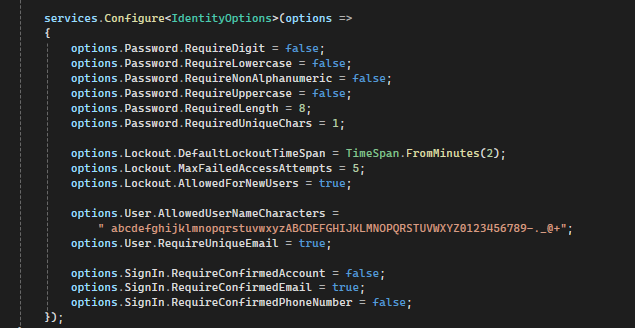 services.Configure<IdentityOptions>(options =>
{
    options.Password.RequireDigit = false;
    options.Password.RequireLowercase = false;
    options.Password.RequireNonAlphanumeric = false;
    options.Password.RequireUppercase = false;
    options.Password.RequiredLength = 8;
    options.Password.RequiredUniqueChars = 1;

    options.Lockout.DefaultLockoutTimeSpan = TimeSpan.FromMinutes(2);
    options.Lockout.MaxFailedAccessAttempts = 5;
    options.Lockout.AllowedForNewUsers = true;

    options.User.AllowedUserNameCharacters =
        " abcdefghijklmnopqrstuvwxyzABCDEFGHIJKLMNOPQRSTUVWXYZ0123456789-._@+";
    options.User.RequireUniqueEmail = true;

    options.SignIn.RequireConfirmedAccount = false;
    options.SignIn.RequireConfirmedEmail = true;
    options.SignIn.RequireConfirmedPhoneNumber = false;
});